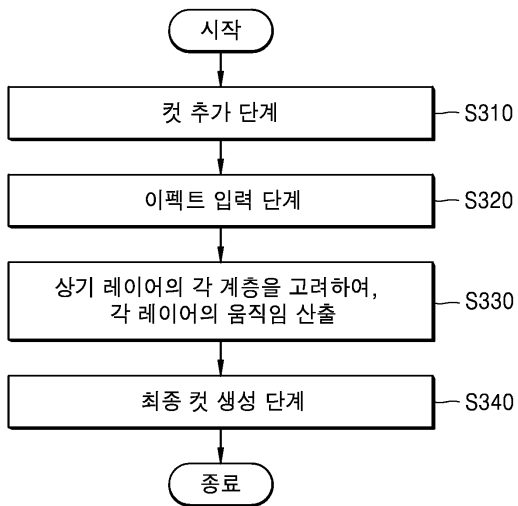 시작
컷 추가 단계
S310
이펙트 입력 단계
S320
상기 레이어의 각 계층을 고려하여,
각 레이어의 움직임 산출
S330
최종 컷 생성 단계
S340
종료